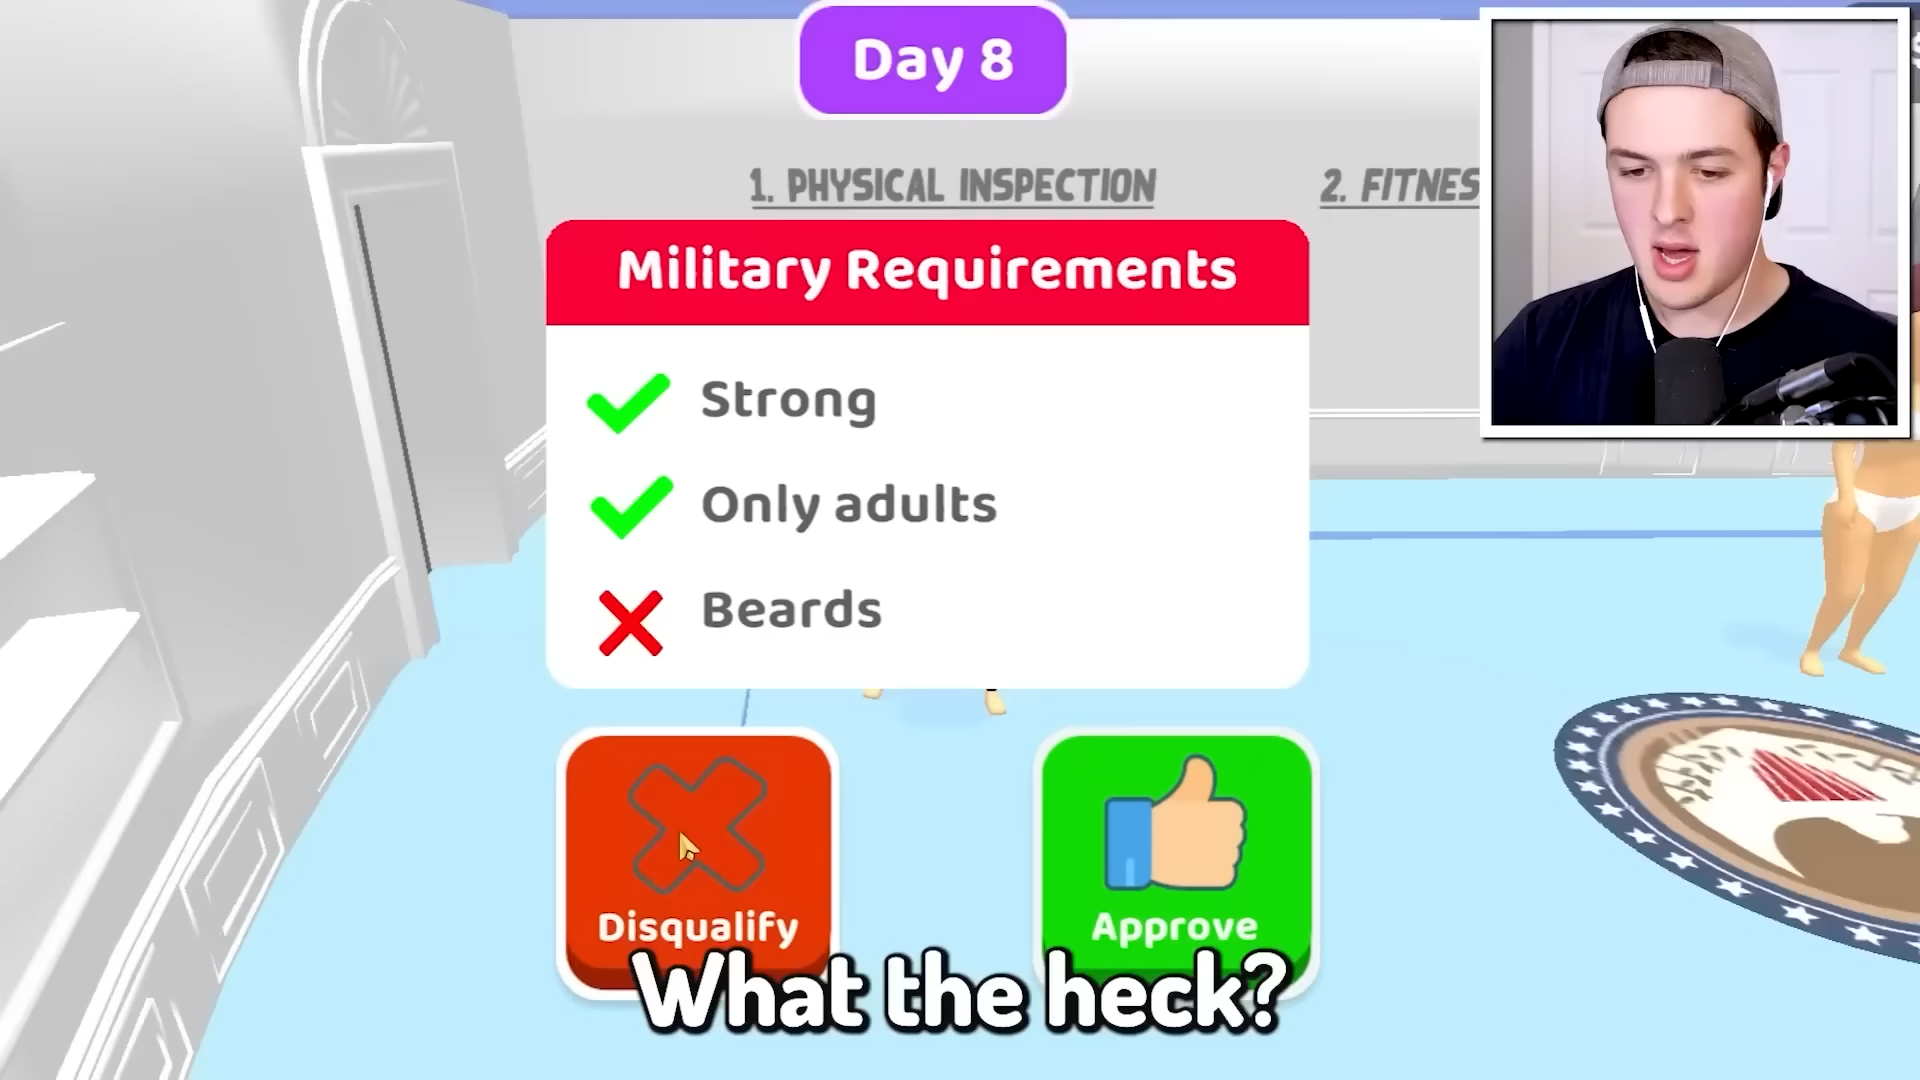 Day 8
1. PHYSICAL INSPECTION
2. FITNES
Military Requirements
Strong
Only adults
Beards
Disqualify
Approve
What the heck?